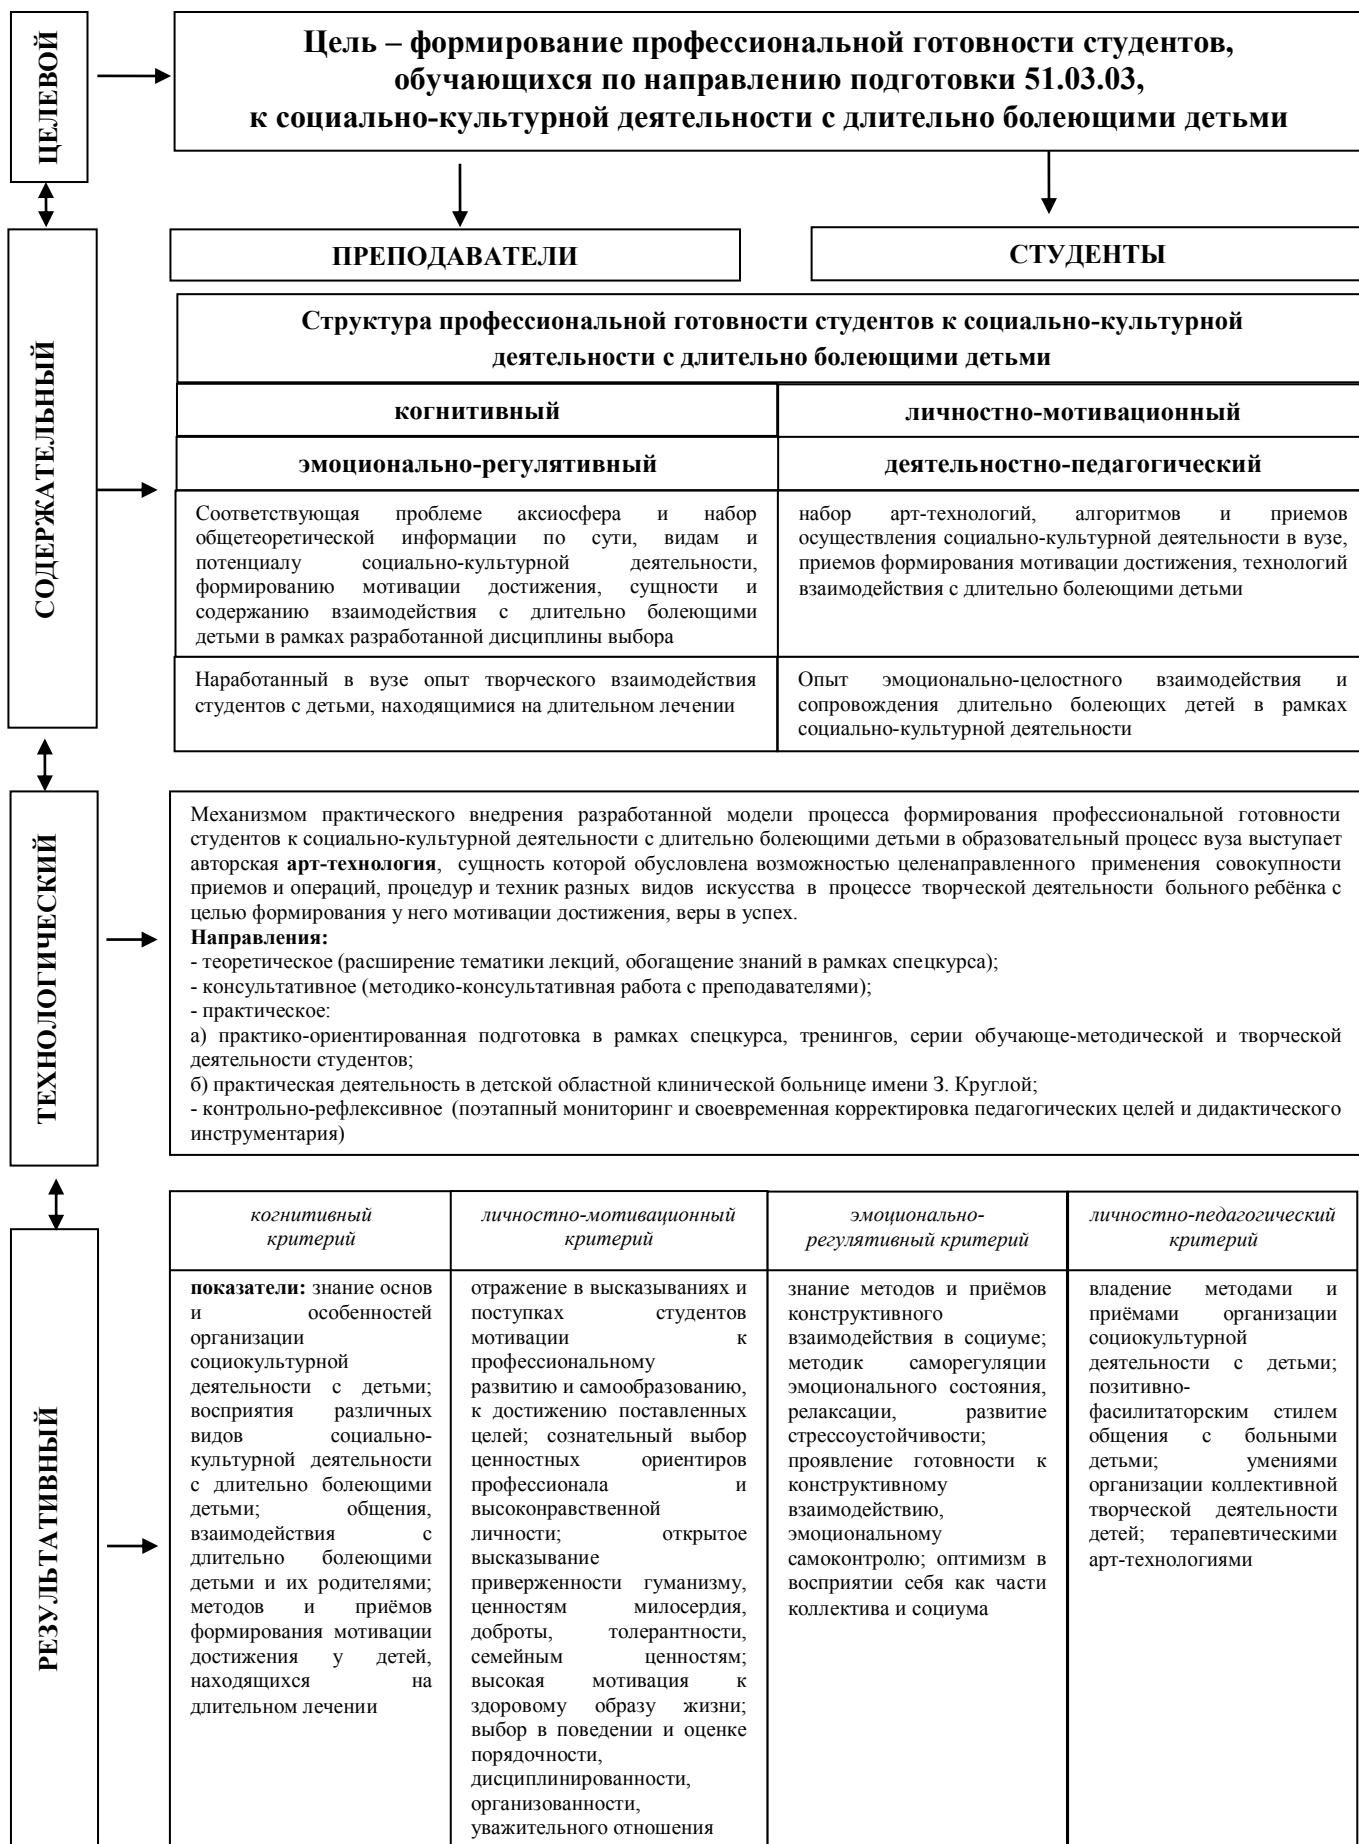 ЦЕЛЕВОЙ
Цель – формирование профессиональной готовности студентов,
обучающихся по направлению подготовки 51.03.03,
к социально-культурной деятельности с длительно болеющими детьми
СОДЕРЖАТЕЛЬНЫЙ
ПРЕПОДАВАТЕЛИ
СТУДЕНТЫ
Структура профессиональной готовности студентов к социально-культурной
деятельности с длительно болеющими детьми
когнитивный
личностно-мотивационный
эмоционально-регулятивный
деятельностно-педагогический
Соответствующая проблеме аксиосфера и набор
общетеоретической информации по сути, видам и
потенциалу социально-культурной деятельности,
формированию мотивации достижения, сущности и
содержанию взаимодействия с длительно болеющими
детьми в рамках разработанной дисциплины выбора
набор арт-технологий, алгоритмов и приемов
осуществления социально-культурной деятельности в вузе,
приемов формирования мотивации достижения, технологий
взаимодействия с длительно болеющими детьми
Наработанный в вузе опыт творческого взаимодействия
студентов с детьми, находящимися на длительном лечении
Опыт эмоционально-целостного взаимодействия и
сопровождения длительно болеющих детей в рамках
социально-культурной деятельности
ТЕХНОЛОГИЧЕСКИЙ
Механизмом практического внедрения разработанной модели процесса формирования профессиональной готовности
студентов к социально-культурной деятельности с длительно болеющими детьми в образовательный процесс вуза выступает
авторская арт-технология, сущность которой обусловлена возможностью целенаправленного применения совокупности
приемов и операций, процедур и техник разных видов искусства в процессе творческой деятельности больного ребёнка с
целью формирования у него мотивации достижения, веры в успех.
Направления:
- теоретическое (расширение тематики лекций, обогащение знаний в рамках спецкурса);
- консультативное (методико-консультативная работа с преподавателями);
- практическое:
а) практико-ориентированная подготовка в рамках спецкурса, тренингов, серии обучающе-методической и творческой
деятельности студентов;
б) практическая деятельность в детской областной клинической больнице имени З. Круглой;
- контрольно-рефлексивное (поэтапный мониторинг и своевременная корректировка педагогических целей и дидактического
инструментария)
РЕЗУЛЬТАТИВНЫЙ
когнитивный
критерий
личностно-мотивационный
критерий
эмоционально-
регулятивный критерий
личностно-педагогический
критерий
показатели: знание основ
и особенностей
организации
социокультурной
деятельности с детьми;
восприятия различных
видов социально-
культурной деятельности
с длительно болеющими
детьми; общения,
взаимодействия с
длительно болеющими
детьми и их родителями;
методов и приёмов
формирования мотивации
достижения у детей,
находящихся на
длительном лечении
отражение в высказываниях и
поступках студентов
мотивации к
профессиональному
развитию и самообразованию,
к достижению поставленных
целей; сознательный выбор
ценностных ориентиров
профессионала и
высоконравственной
личности; открытое
высказывание
приверженности гуманизму,
ценностям милосердия,
доброты, толерантности,
семейным ценностям;
высокая мотивация к
здоровому образу жизни;
выбор в поведении и оценке
порядочности,
дисциплинированности,
организованности,
уважительного отношения
знание методов и приёмов
конструктивного
взаимодействия в социуме;
методик саморегуляции
эмоционального состояния,
релаксации, развитие
стрессоустойчивости;
проявление готовности к
конструктивному
взаимодействию,
эмоциональному
самоконтролю; оптимизм в
восприятии себя как части
коллектива и социума
владение методами и
приёмами организации
социокультурной
деятельности с детьми;
позитивно-
фасилитаторским стилем
общения с больными
детьми; умениями
организации коллективной
творческой деятельности
детей; терапевтическими
арт-технологиями